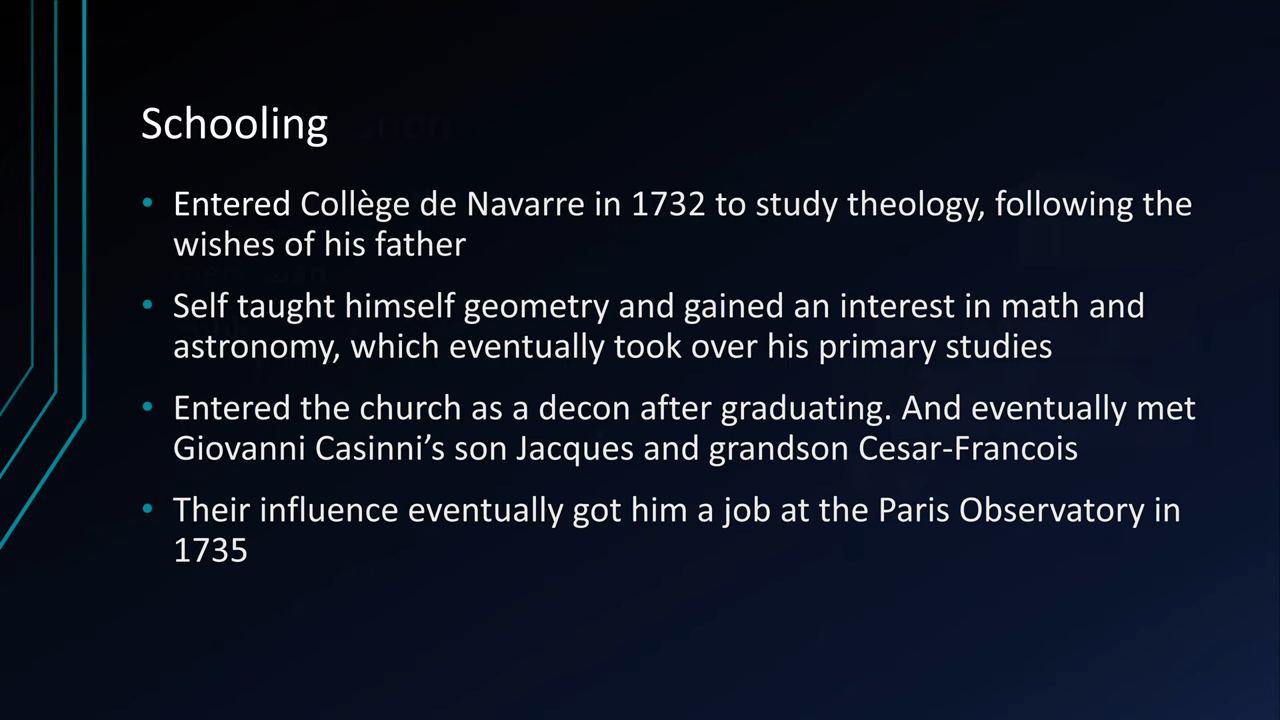 Schooling
• Entered Collège de Navarre in 1732 to study theology, following the
wishes of his father
• Self taught himself geometry and gained an interest in math and
astronomy, which eventually took over his primary studies
• Entered the church as a decon after graduating. And eventually met
Giovanni Casinni’s son Jacques and grandson Cesar-Francois
• Their influence eventually got him a job at the Paris Observatory in
1735